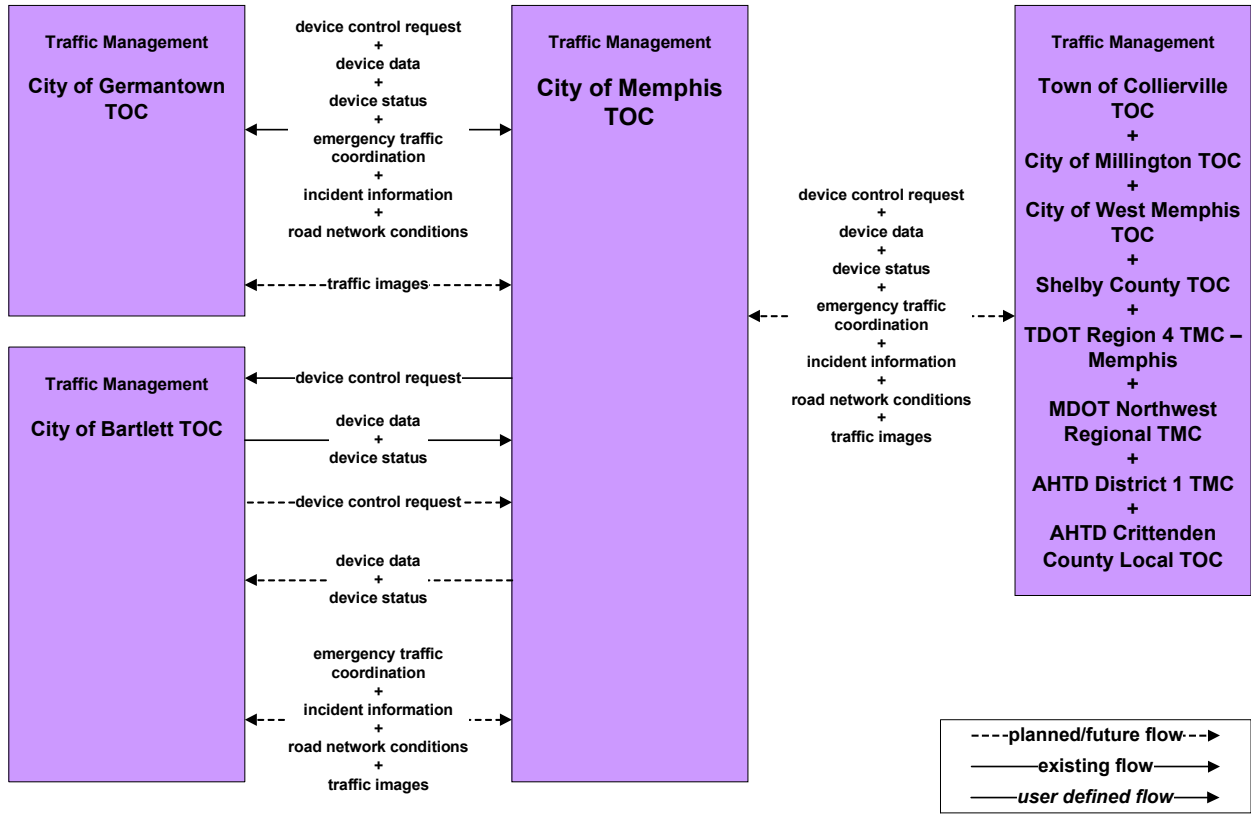 Traffic Management
City of Germantown
TOC
device control request
+
device data
+
device status
+
emergency traffic
coordination
+
incident information
+
road network conditions
traffic images
Traffic Management
City of Bartlett TOC
device control request
device data
+
device status
device control request
device data
+
device status
emergency traffic
coordination
+
incident information
+
road network conditions
+
traffic images
Traffic Management
City of Memphis
TOC
device control request
+
device data
+
device status
+
emergency traffic
coordination
+
incident information
+
road network conditions
+
traffic images
Traffic Management
Town of Collierville
TOC
+
City of Millington TOC
+
City of West Memphis
TOC
+
Shelby County TOC
+
TDOT Region 4 TMC –
Memphis
+
MDOT Northwest
Regional TMC
+
AHTD District 1 TMC
+
AHTD Crittenden
County Local TOC
planned/future flow
existing flow
user defined flow